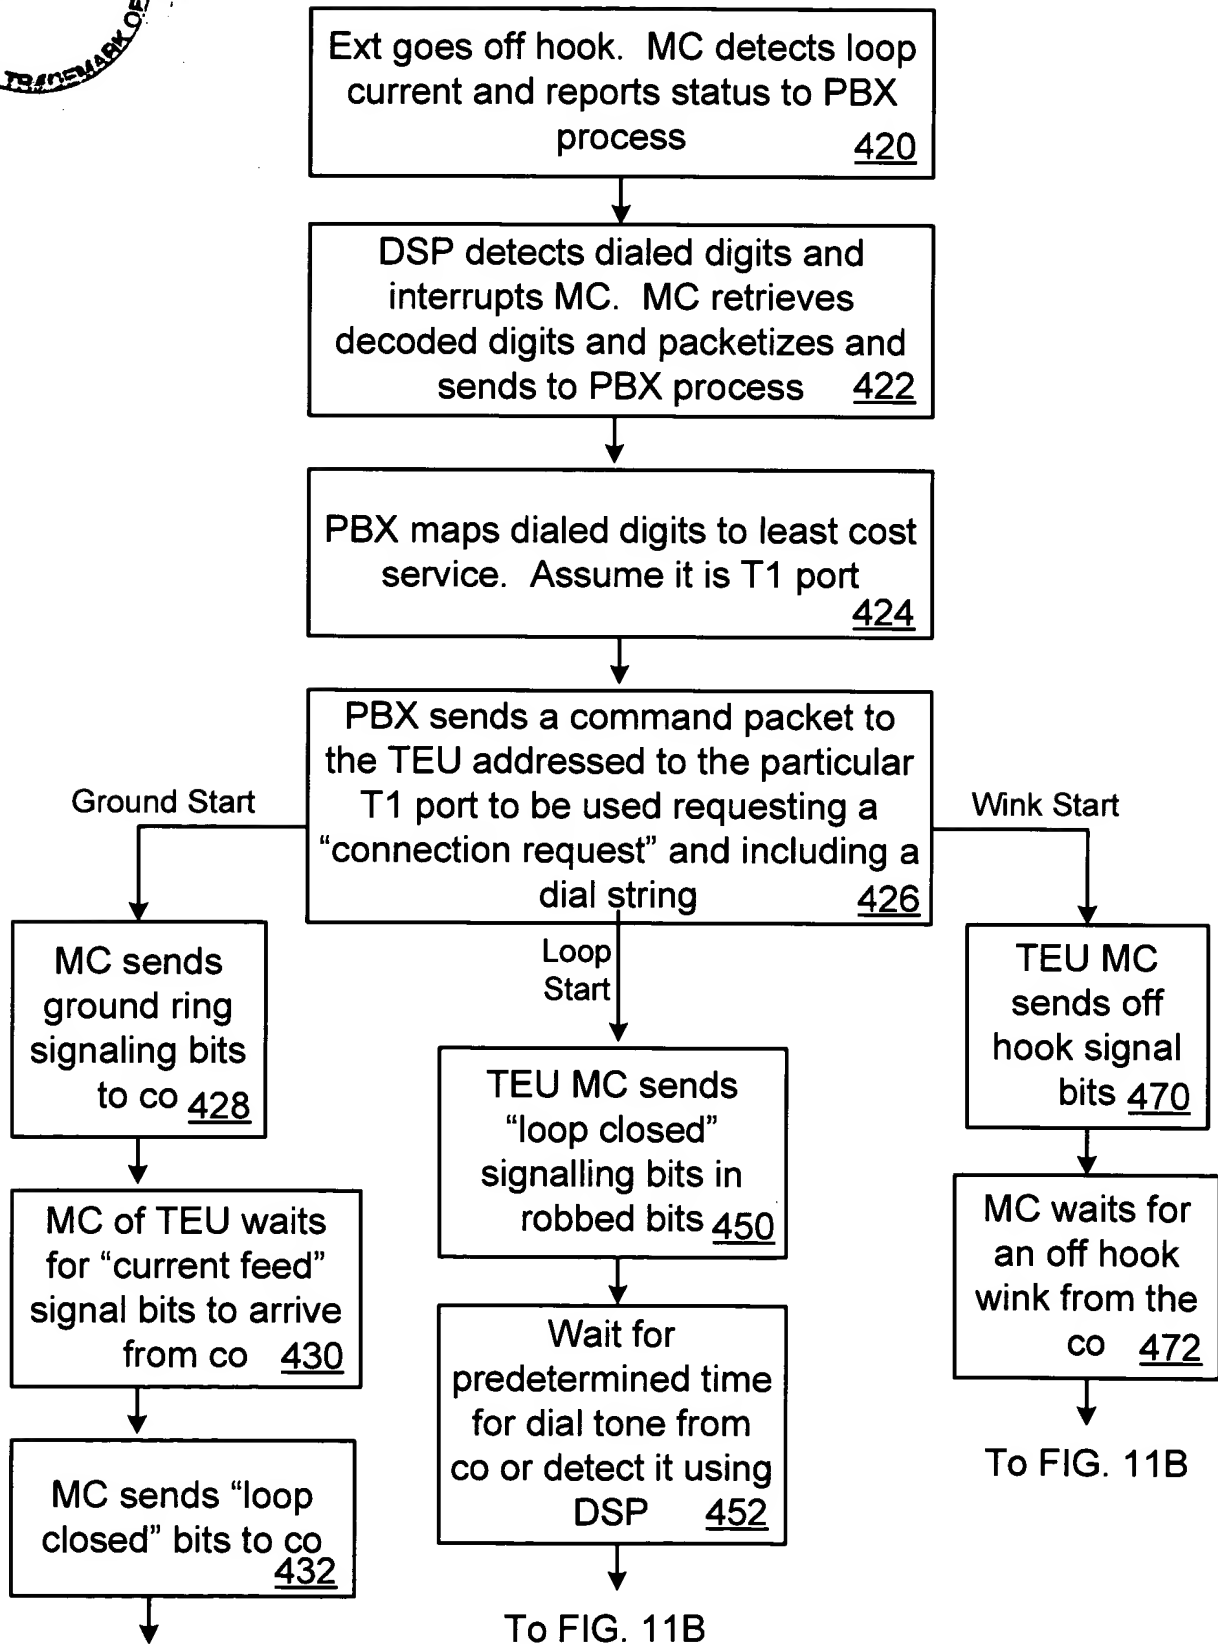 TRADEMARK OF
Ext goes off hook. MC detects loop
current and reports status to PBX
process 420
DSP detects dialed digits and
interrupts MC. MC retrieves
decoded digits and packetizes and
sends to PBX process 422
PBX maps dialed digits to least cost
service. Assume it is T1 port
424
PBX sends a command packet to
the TEU addressed to the particular
T1 port to be used requesting a
“connection request” and including a
dial string 426
Ground Start
Wink Start
Loop
Start
MC sends
ground ring
signaling bits
to co 428
MC of TEU waits
for “current feed”
signal bits to arrive
from co 430
MC sends “loop
closed” bits to co
432
TEU MC sends
“loop closed”
signalling bits in
robbed bits 450
Wait for
predetermined time
for dial tone from
co or detect it using
DSP 452
To FIG. 11B
TEU MC
sends off
hook signal
bits 470
MC waits for
an off hook
wink from the
co 472
To FIG. 11B